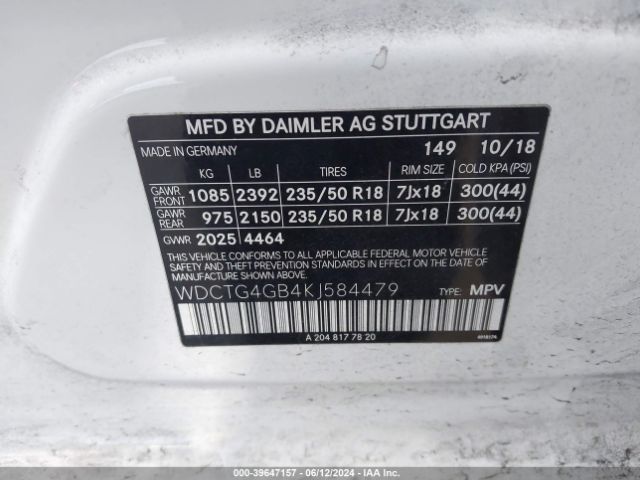 MFD BY DAIMLER AG STUTTGART
MADE IN GERMANY 149 10/18
KG LB TIRES RIM SIZE COLD KPA (PSI)
GAWR FRONT 1085 2392 235/50 R18 7Jx18 300(44)
GAWR REAR 975 2150 235/50 R18 7Jx18 300(44)
GVWR 2025 4464
THIS VEHICLE CONFORMS TO ALL APPLICABLE FEDERAL MOTOR VEHICLE
SAFETY AND THEFT PREVENTION STANDARDS IN EFFECT ON THE DATE
OF MANUFACTURE SHOWN ABOVE.
WDCTG4GB4KJ584479 TYPE: MPV
A 204 817 78 20
000-39647157 - 06/12/2024 - IAA Inc.